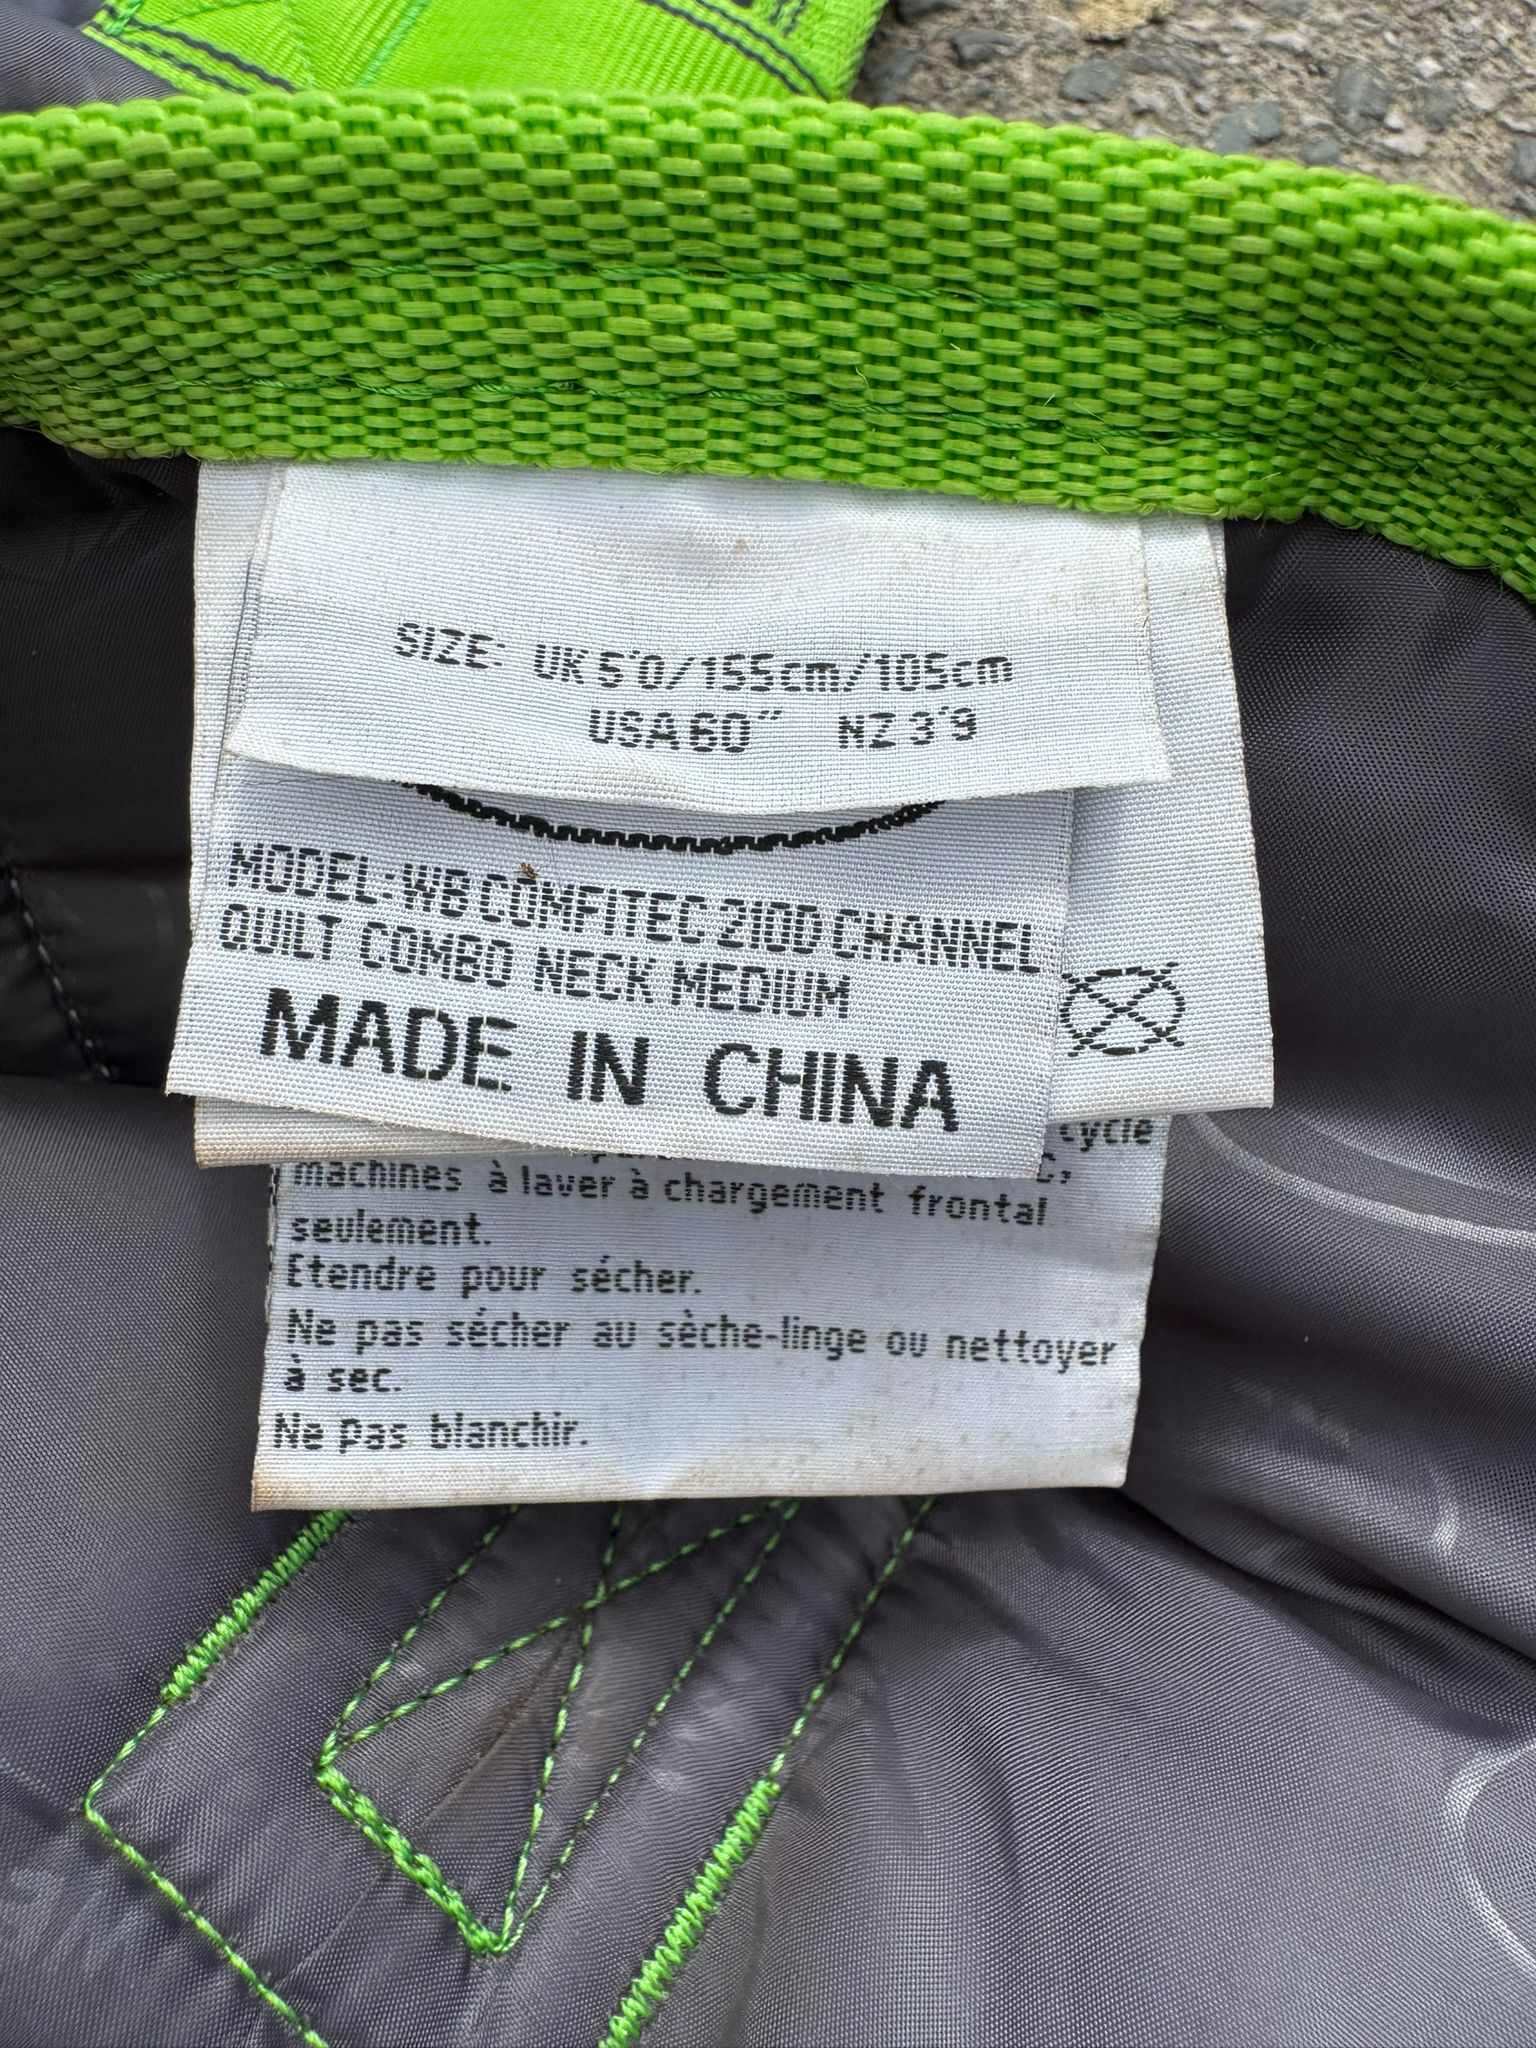 SIZE: UK 5'0/155cm/105cm
USA 60" NZ 3'9
MODEL: WB COMFITEC 210D CHANNEL
QUILT COMBO NECK MEDIUM
MADE IN CHINA
cycle
machines à laver à chargement frontal
seulement.
Etendre pour sécher.
Ne pas sécher au sèche-linge ou nettoyer
à sec.
Ne pas blanchir.